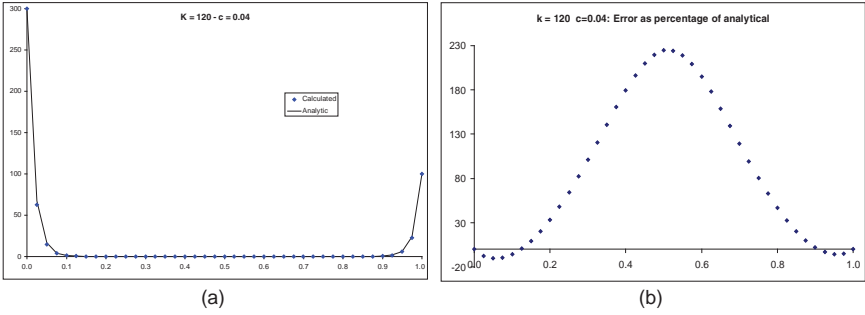 K = 120 - c = 0.04
300
200
100
50
0
0.0 0.1 0.2 0.3 0.4 0.5 0.6 0.7 0.8 0.9 1.0
Calculated
Analytic
(a)
k = 120 c=0.04: Error as percentage of analytical
230
180
130
80
30
-20
0.0 0.2 0.4 0.6 0.8 1.0
(b)